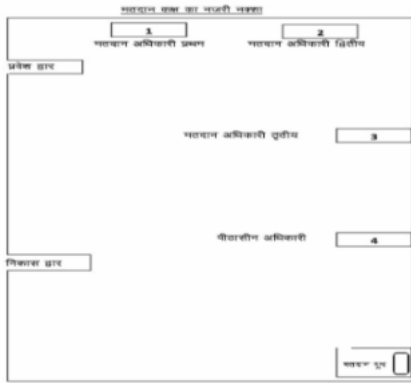 मतदान कक्ष का नजरी नक्शा
1
2
मतदान अधिकारी प्रथम
मतदान अधिकारी द्वितीय
प्रवेश द्वार
मतदान अधिकारी तृतीय
3
पीठासीन अधिकारी
4
निकास द्वार
मतदान